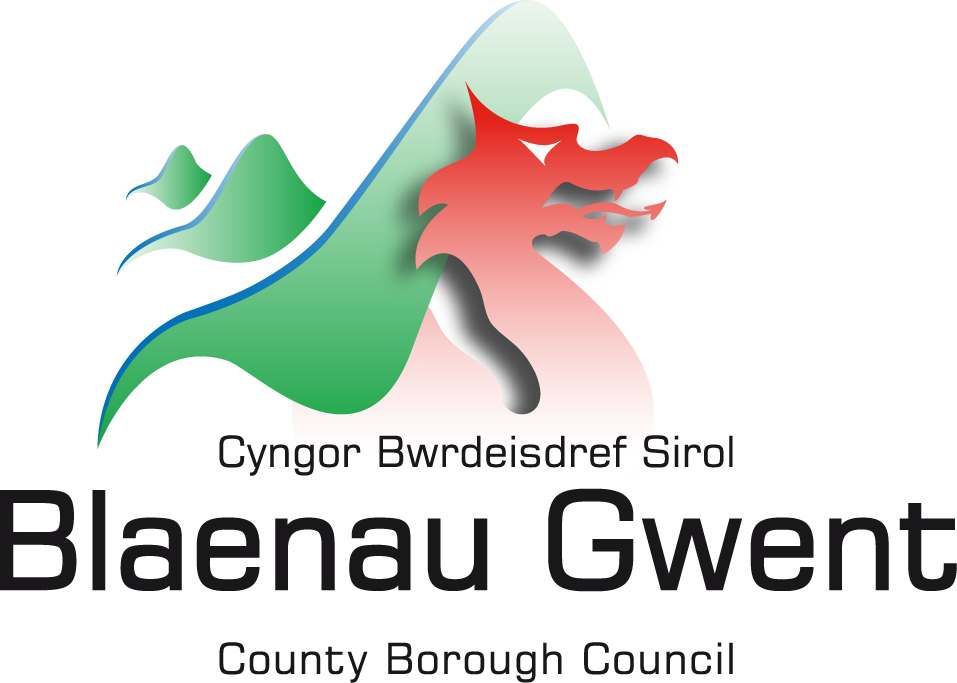 Cyngor Bwrdeisdref Sirol
Blaenau Gwent
County Borough Council